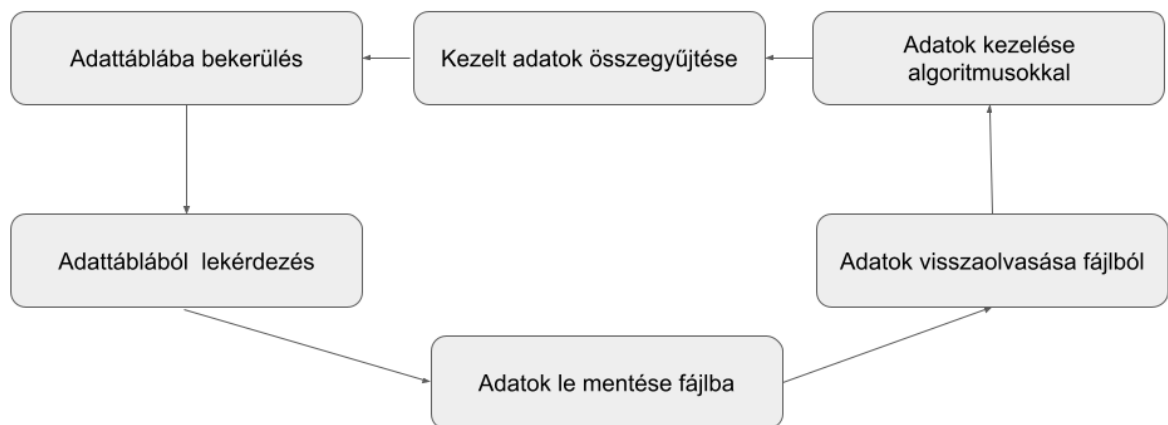 Adattáblába bekerülés
Kezelt adatok összegyűjtése
Adatok kezelése
algoritmusokkal
Adattáblából  lekérdezés
Adatok visszaolvasása fájlból
Adatok le mentése fájlba